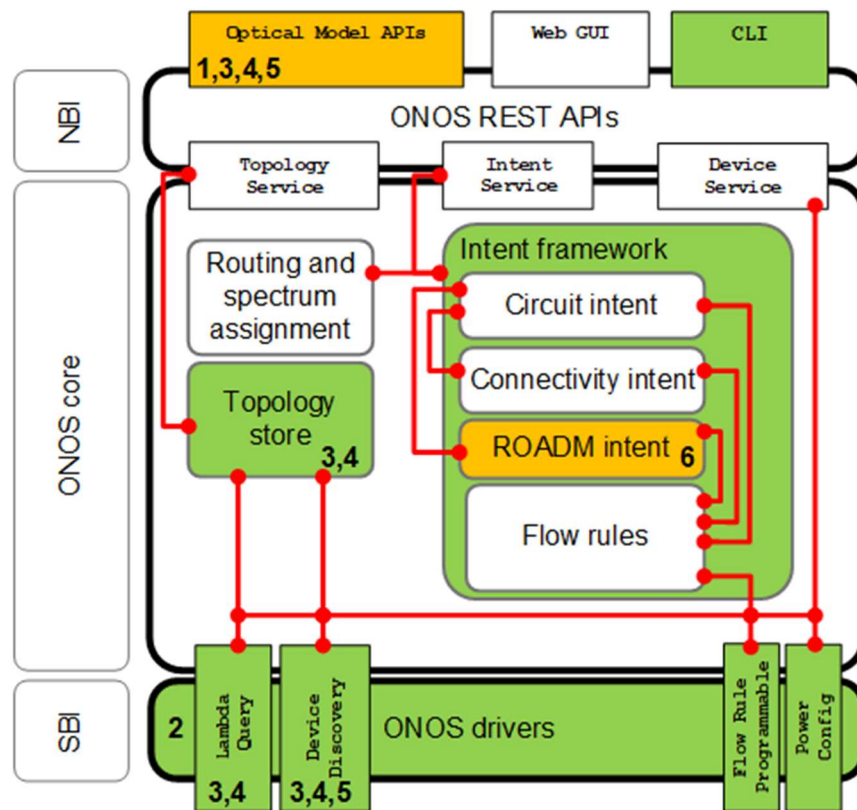 Optical Model APIs
1,3,4,5
Web GUI
CLI
NBI
ONOS REST APIs
Topology
Service
Intent
Service
Device
Service
ONOS core
Routing and
spectrum
assignment
Intent framework
Circuit intent
Connectivity intent
Topology
store
3,4
ROADM intent
6
Flow rules
SBI
2
Lambda
Query
3,4
Device
Discovery
3,4,5
ONOS drivers
Flow Rule
Programmable
Power
Config